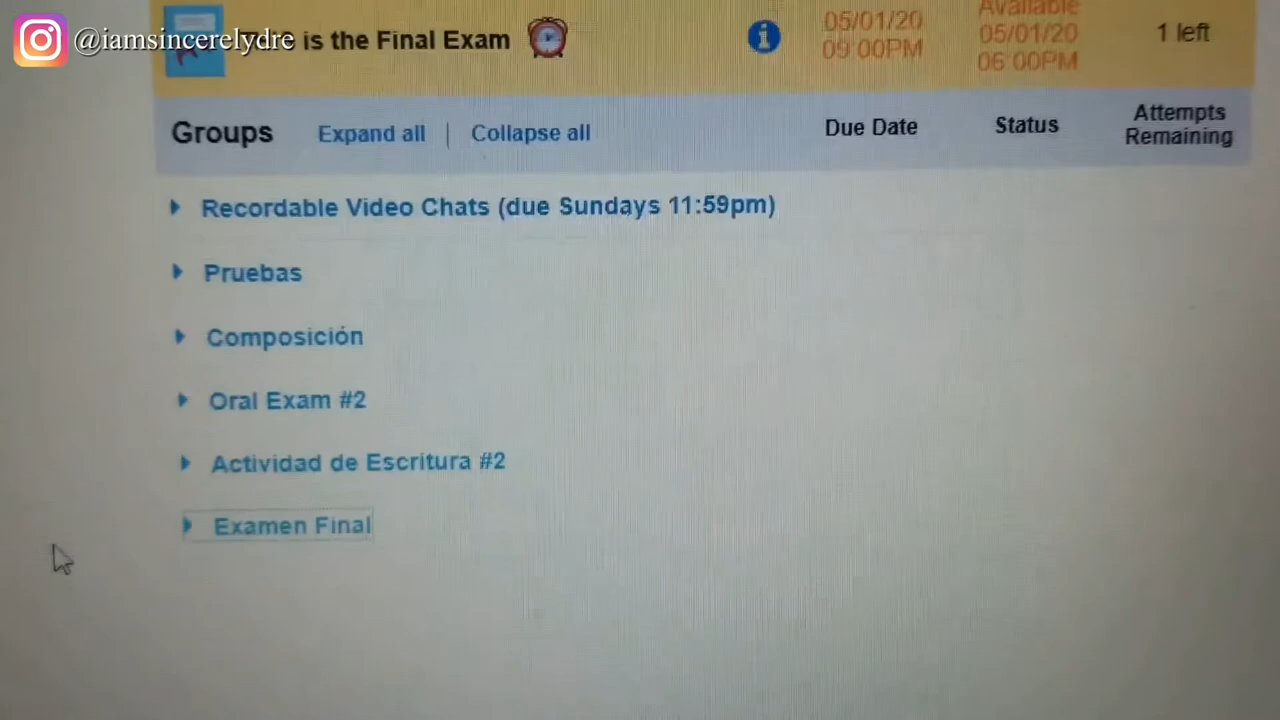 @iamsincerelydre
is the Final Exam
05/01/20
09:00PM
Available
05/01/20
06:00PM
1 left
Groups
Expand all | Collapse all
Due Date
Status
Attempts
Remaining
Recordable Video Chats (due Sundays 11:59pm)
Pruebas
Composición
Oral Exam #2
Actividad de Escritura #2
Examen Final